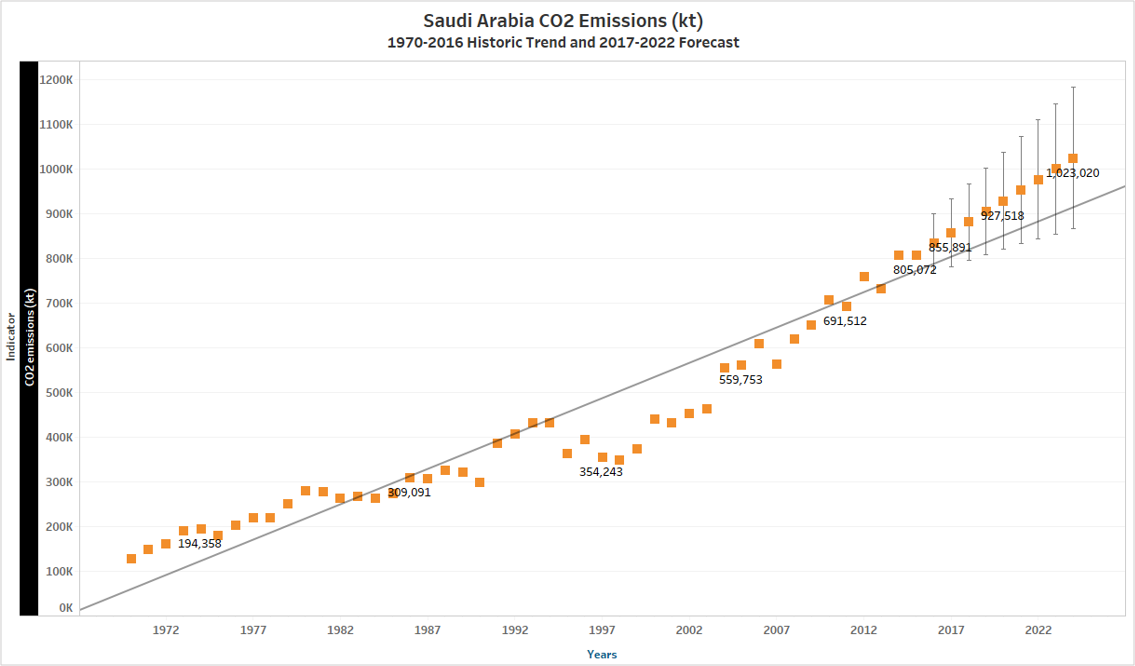 Saudi Arabia CO2 Emissions (kt)
1970-2016 Historic Trend and 2017-2022 Forecast
Indicator
CO2 emissions (kt)
1200K
1100K
1000K
900K
800K
700K
600K
500K
400K
300K
200K
100K
0K
1,023,020
927,518
855,891
805,072
691,512
559,753
354,243
309,091
194,358
1972 1977 1982 1987 1992 1997 2002 2007 2012 2017 2022
Years